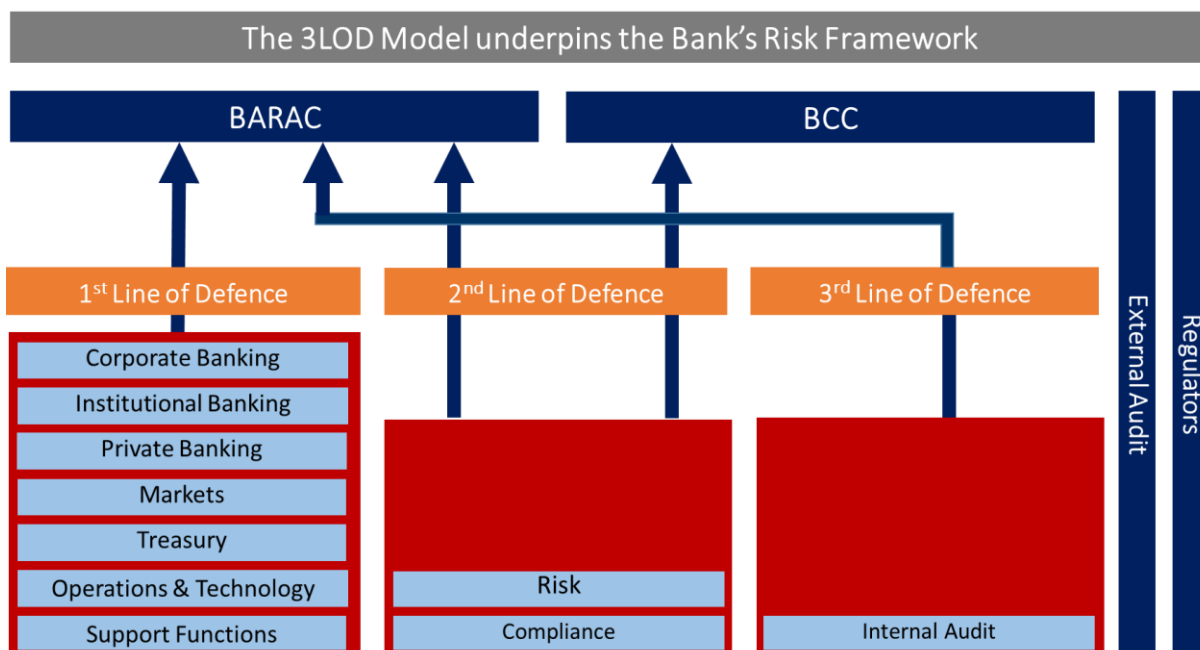 The 3LOD Model underpins the Bank's Risk Framework
BARAC
BCC
1st Line of Defence
2nd Line of Defence
3rd Line of Defence
Corporate Banking
Institutional Banking
Private Banking
Markets
Treasury
Operations & Technology
Support Functions
Risk
Compliance
Internal Audit
External Audit
Regulators